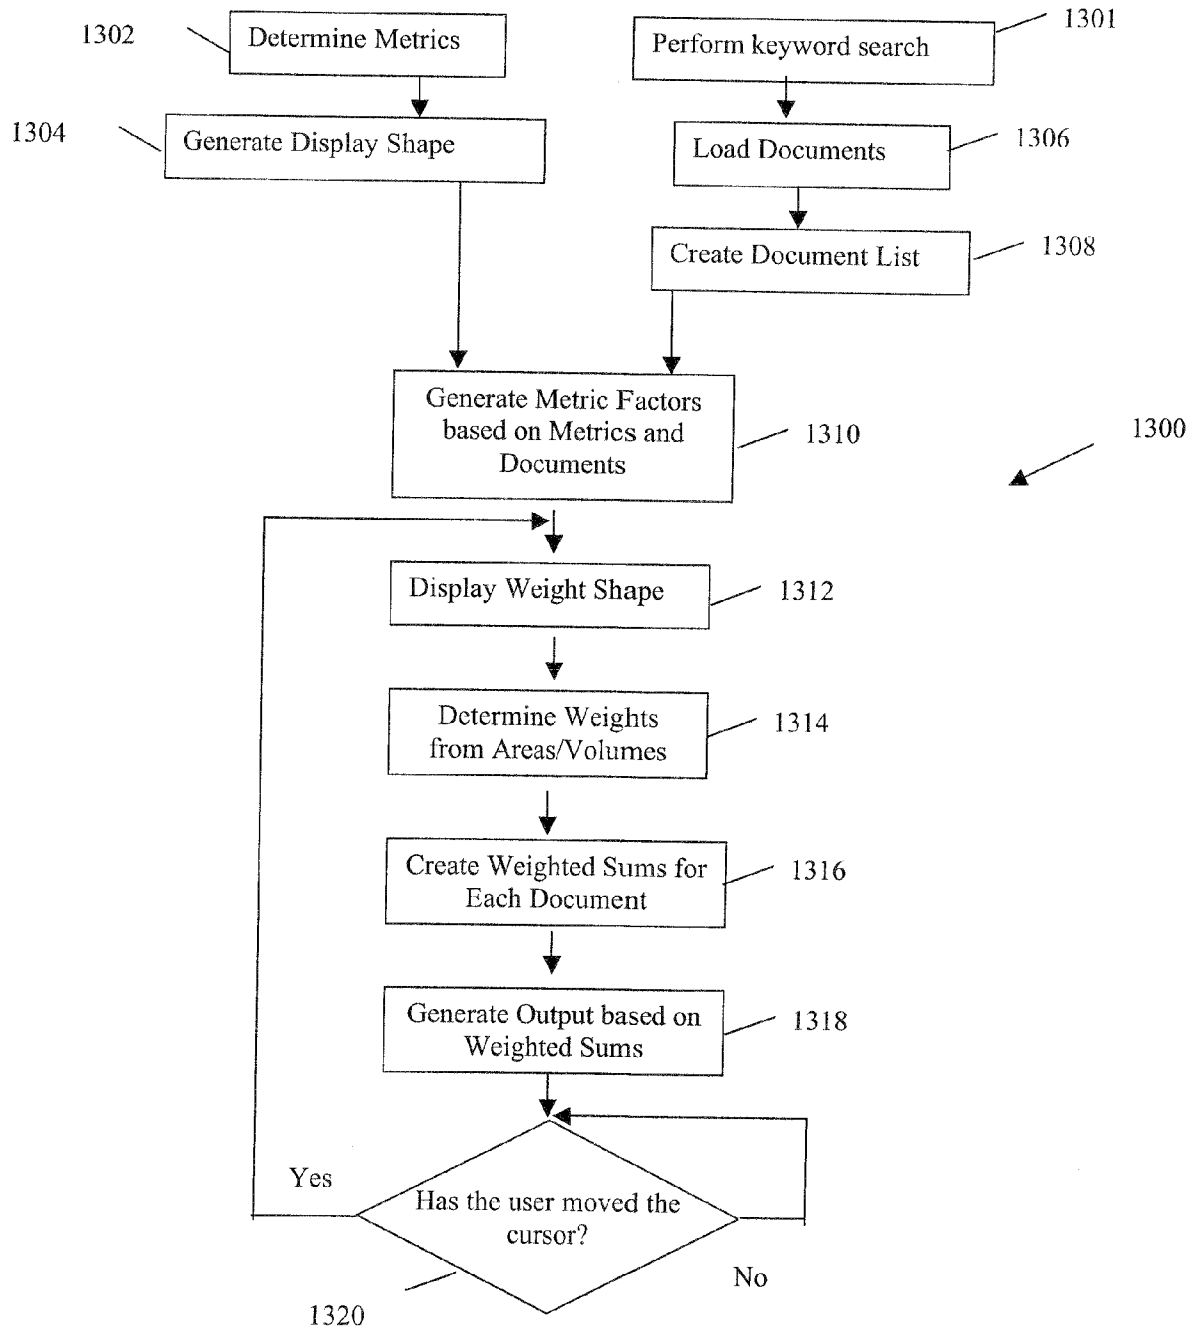 1302
Determine Metrics
Perform keyword search
1301
1304
Generate Display Shape
Load Documents
1306
Create Document List
1308
Generate Metric Factors
based on Metrics and
Documents
1310
1300
Display Weight Shape
1312
Determine Weights
from Areas/Volumes
1314
Create Weighted Sums for
Each Document
1316
Generate Output based on
Weighted Sums
1318
Yes
Has the user moved the
cursor?
No
1320